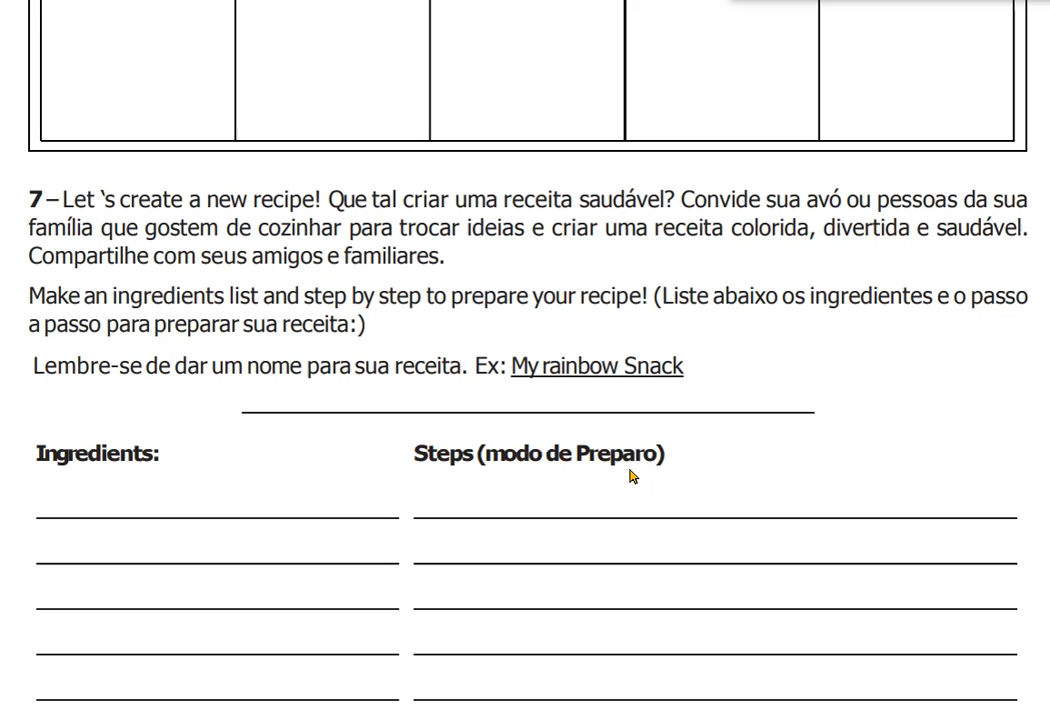 7 – Let ‘s create a new recipe! Que tal criar uma receita saudável? Convide sua avó ou pessoas da sua
família que gostem de cozinhar para trocar ideias e criar uma receita colorida, divertida e saudável.
Compartilhe com seus amigos e familiares.
Make an ingredients list and step by step to prepare your recipe! (Liste abaixo os ingredientes e o passo
a passo para preparar sua receita:)
Lembre-se de dar um nome para sua receita. Ex: My rainbow Snack
Ingredients:
Steps (modo de Preparo)